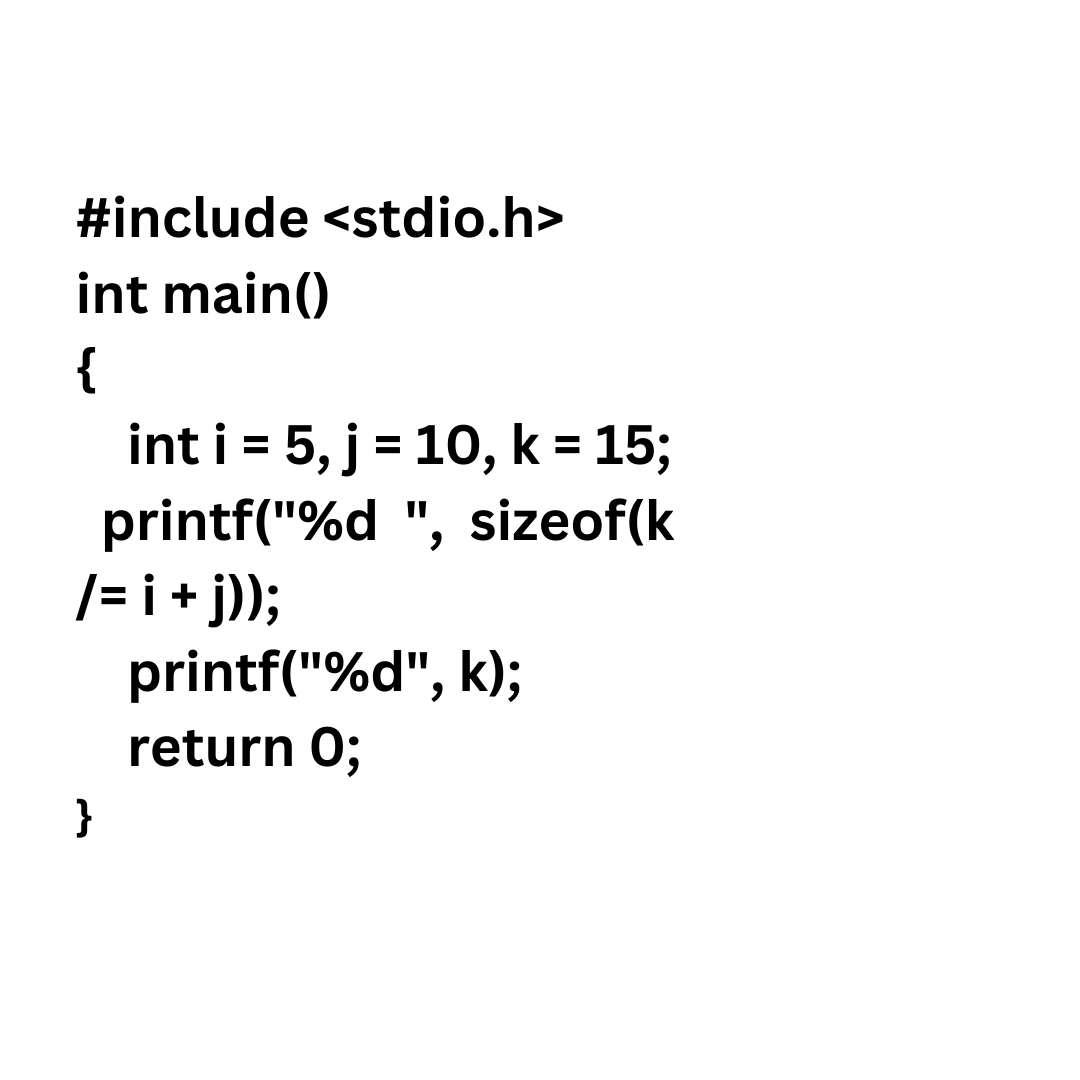 #include <stdio.h>
int main()
{
    int i = 5, j = 10, k = 15;
  printf("%d  ",  sizeof(k
/= i + j));
    printf("%d", k);
    return 0;
}